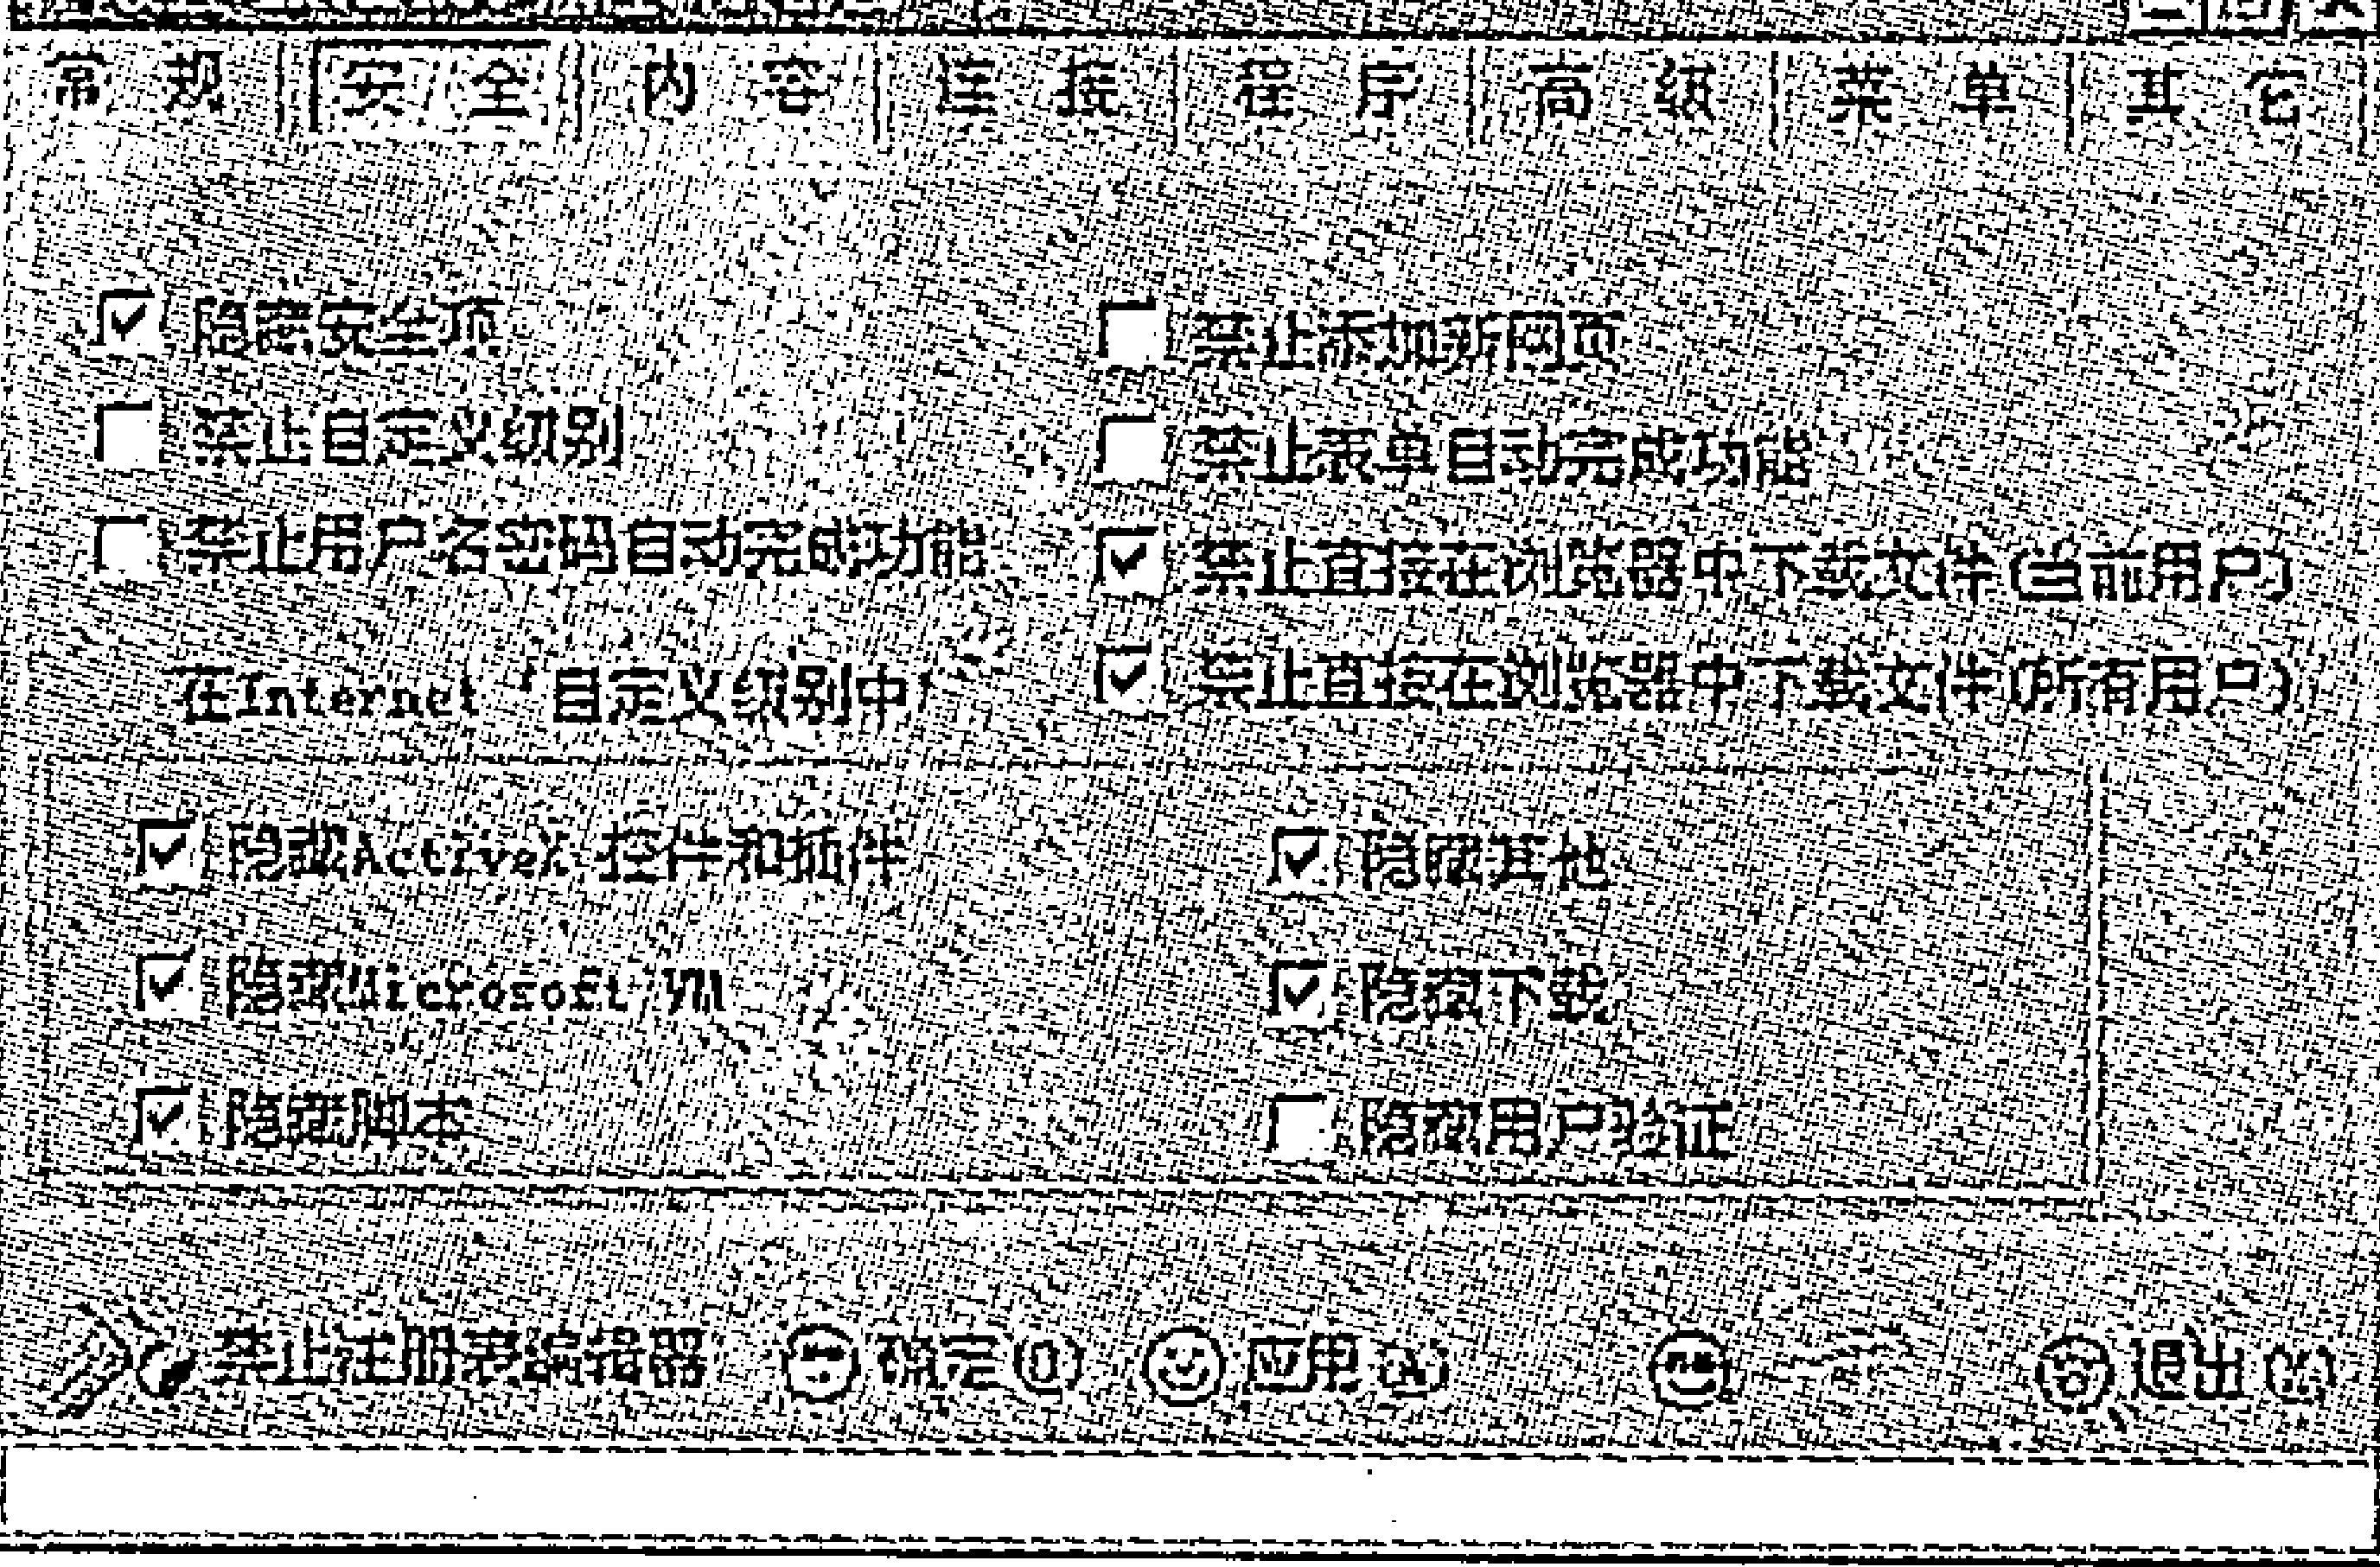 常规 安全 内容 连接 程序 高级 菜单 其它
隐藏安全项 禁止添加新网页
禁止自定义级别 禁止表单自动完成功能
禁止用户名密码自动完成功能 禁止直接在浏览器中下载文件(当前用户)
在Internet “自定义级别中” 禁止直接在浏览器中下载文件(所有用户)
隐藏ActiveX 控件和插件 隐藏其他
隐藏Microsoft VM 隐藏下载
隐藏脚本 隐藏用户验证
禁止注册表编辑器 确定(O) 应用(A) 退出(X)